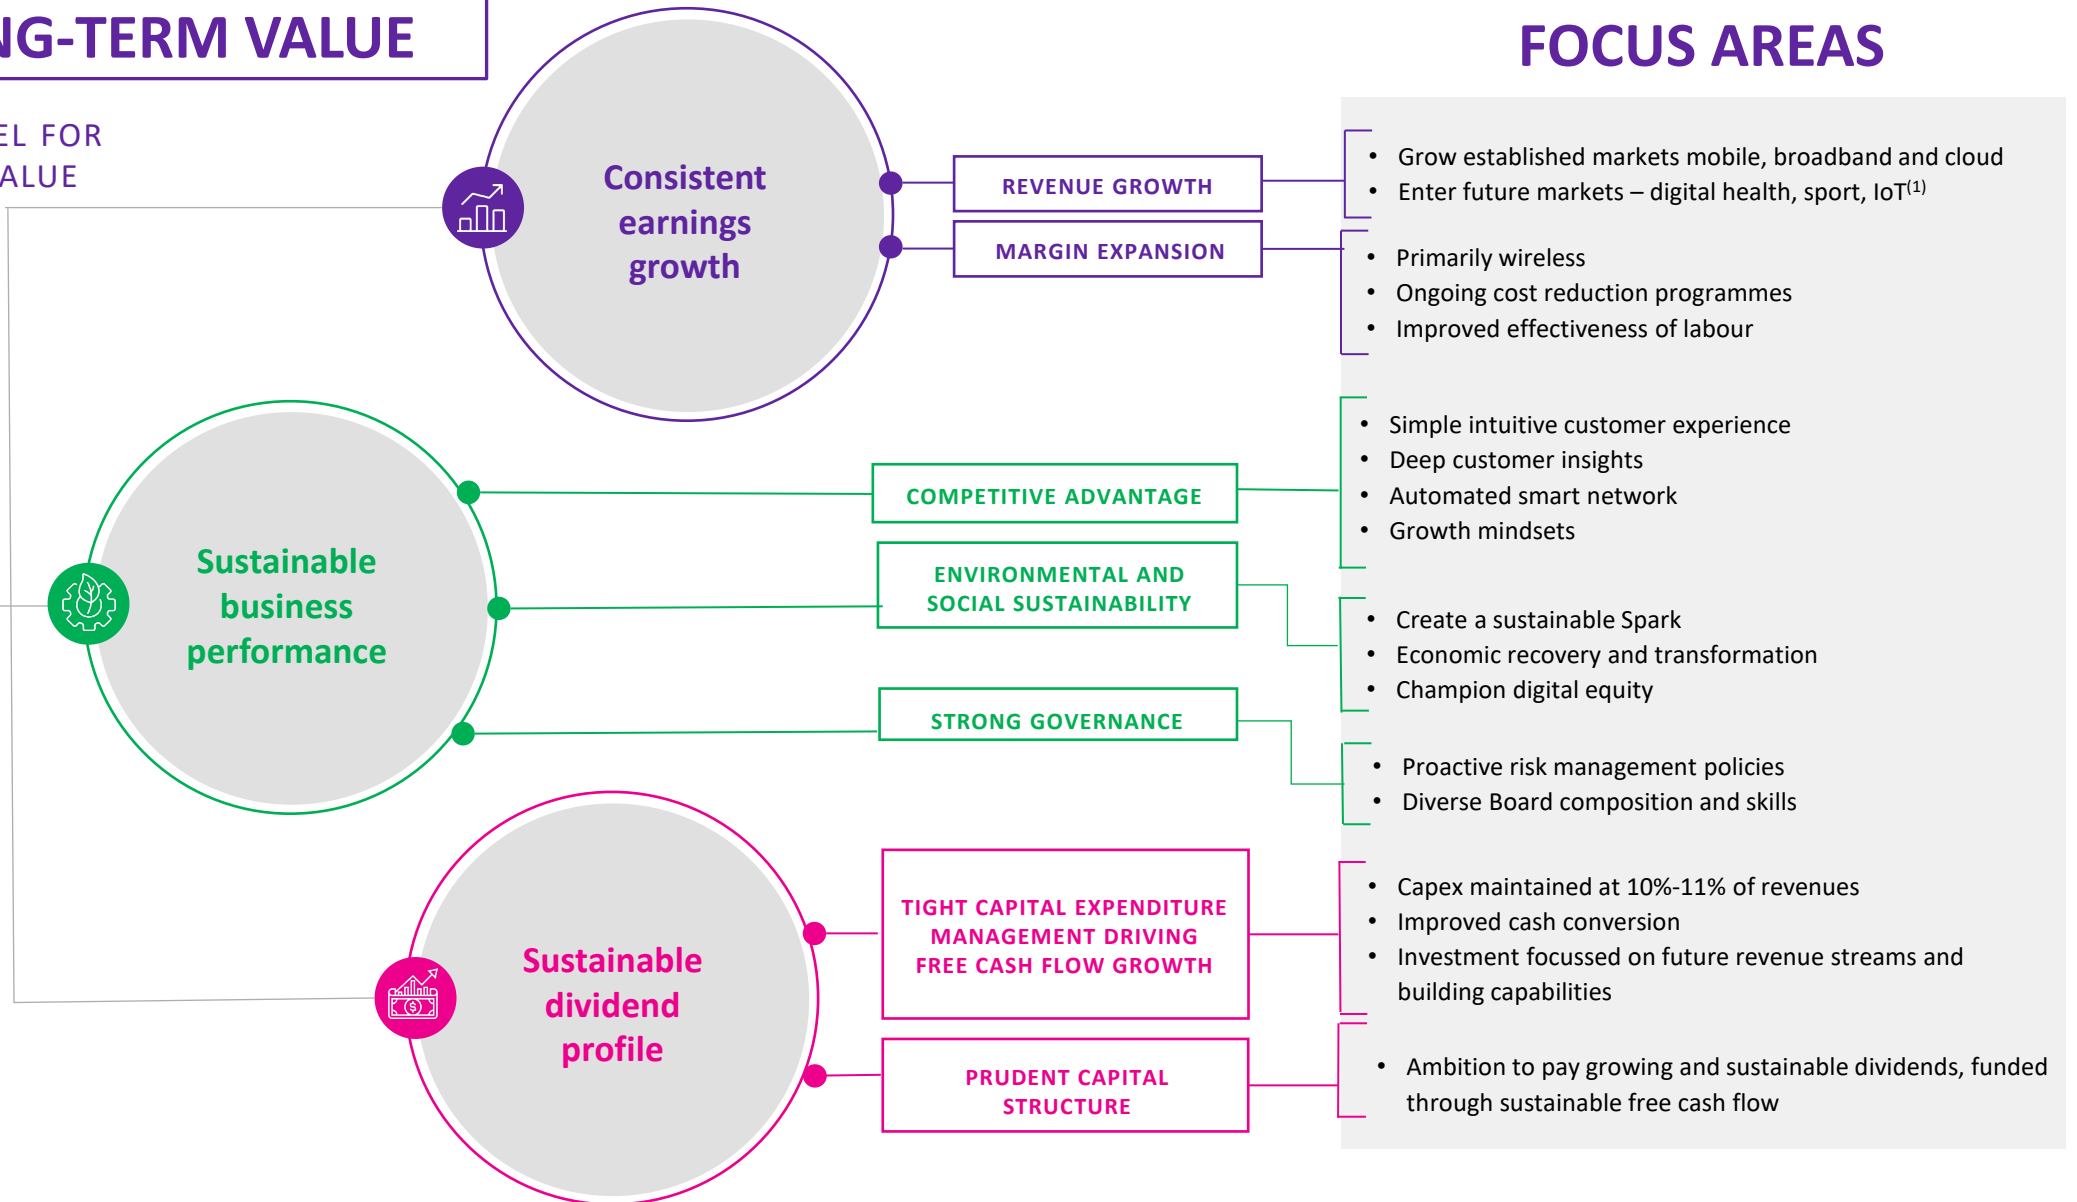 NG-TERM VALUE
FOCUS AREAS
EL FOR
ALUE
Consistent
earnings
growth
REVENUE GROWTH
• Grow established markets mobile, broadband and cloud
• Enter future markets – digital health, sport, IoT(1)
MARGIN EXPANSION
• Primarily wireless
• Ongoing cost reduction programmes
• Improved effectiveness of labour
Sustainable
business
performance
COMPETITIVE ADVANTAGE
• Simple intuitive customer experience
• Deep customer insights
• Automated smart network
• Growth mindsets
ENVIRONMENTAL AND
SOCIAL SUSTAINABILITY
• Create a sustainable Spark
• Economic recovery and transformation
• Champion digital equity
STRONG GOVERNANCE
• Proactive risk management policies
• Diverse Board composition and skills
Sustainable
dividend
profile
TIGHT CAPITAL EXPENDITURE
MANAGEMENT DRIVING
FREE CASH FLOW GROWTH
• Capex maintained at 10%-11% of revenues
• Improved cash conversion
• Investment focussed on future revenue streams and
building capabilities
PRUDENT CAPITAL
STRUCTURE
• Ambition to pay growing and sustainable dividends, funded
through sustainable free cash flow